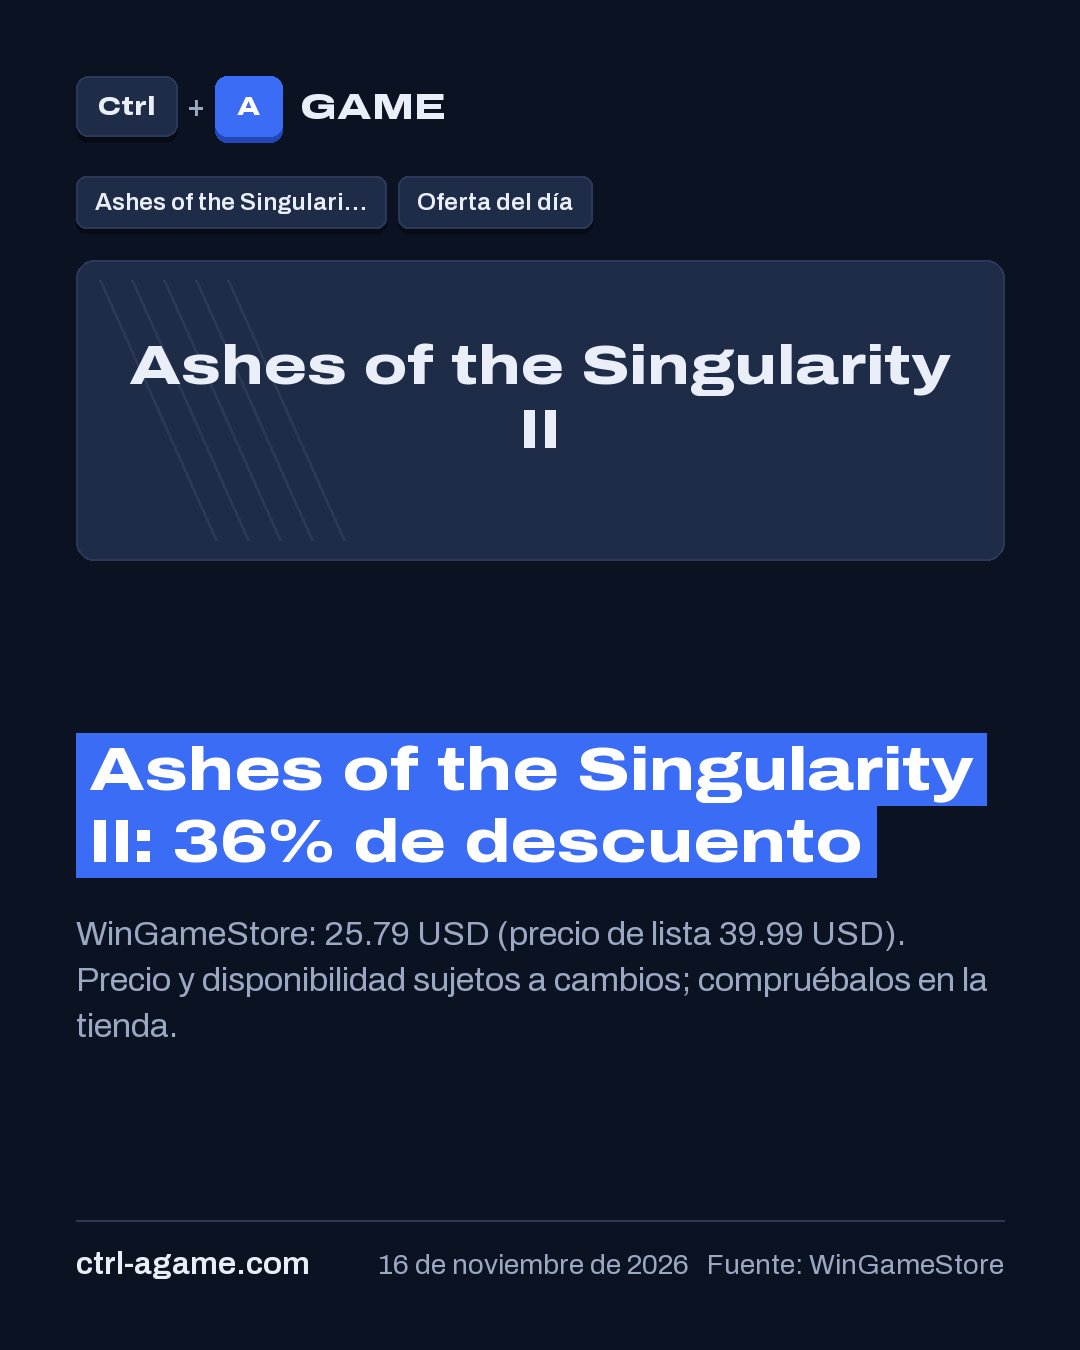 Ctrl + A GAME
Ashes of the Singulari... Oferta del día
Ashes of the Singularity
II
Ashes of the Singularity
II: 36% de descuento
WinGameStore: 25.79 USD (precio de lista 39.99 USD).
Precio y disponibilidad sujetos a cambios; compruébalos en la
tienda.
ctrl-agame.com 16 de noviembre de 2026 Fuente: WinGameStore